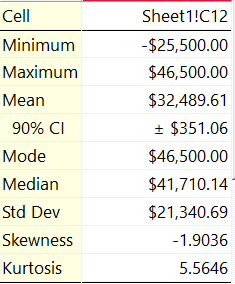 Cell Sheet1!C12
Minimum -$25,500.00
Maximum $46,500.00
Mean $32,489.61
90% CI ± $351.06
Mode $46,500.00
Median $41,710.14
Std Dev $21,340.69
Skewness -1.9036
Kurtosis 5.5646